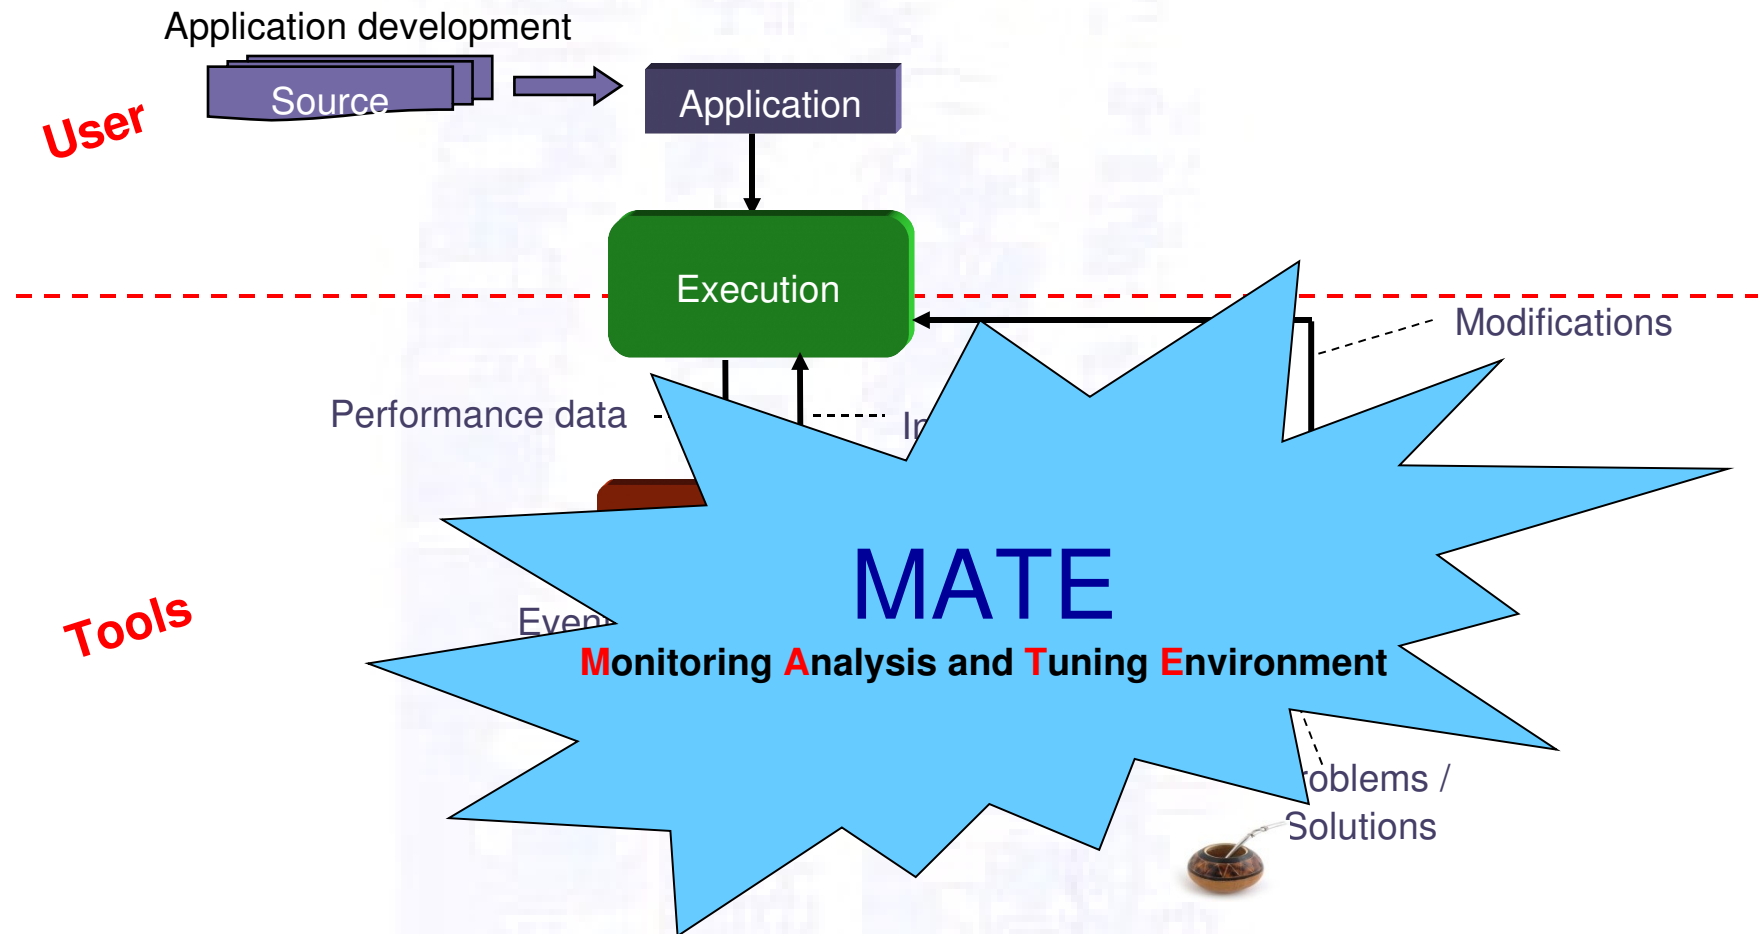 Application development
Source
Application
User
Execution
Modifications
Performance data
MATE
Tools
Monitoring Analysis and Tuning Environment
Solutions